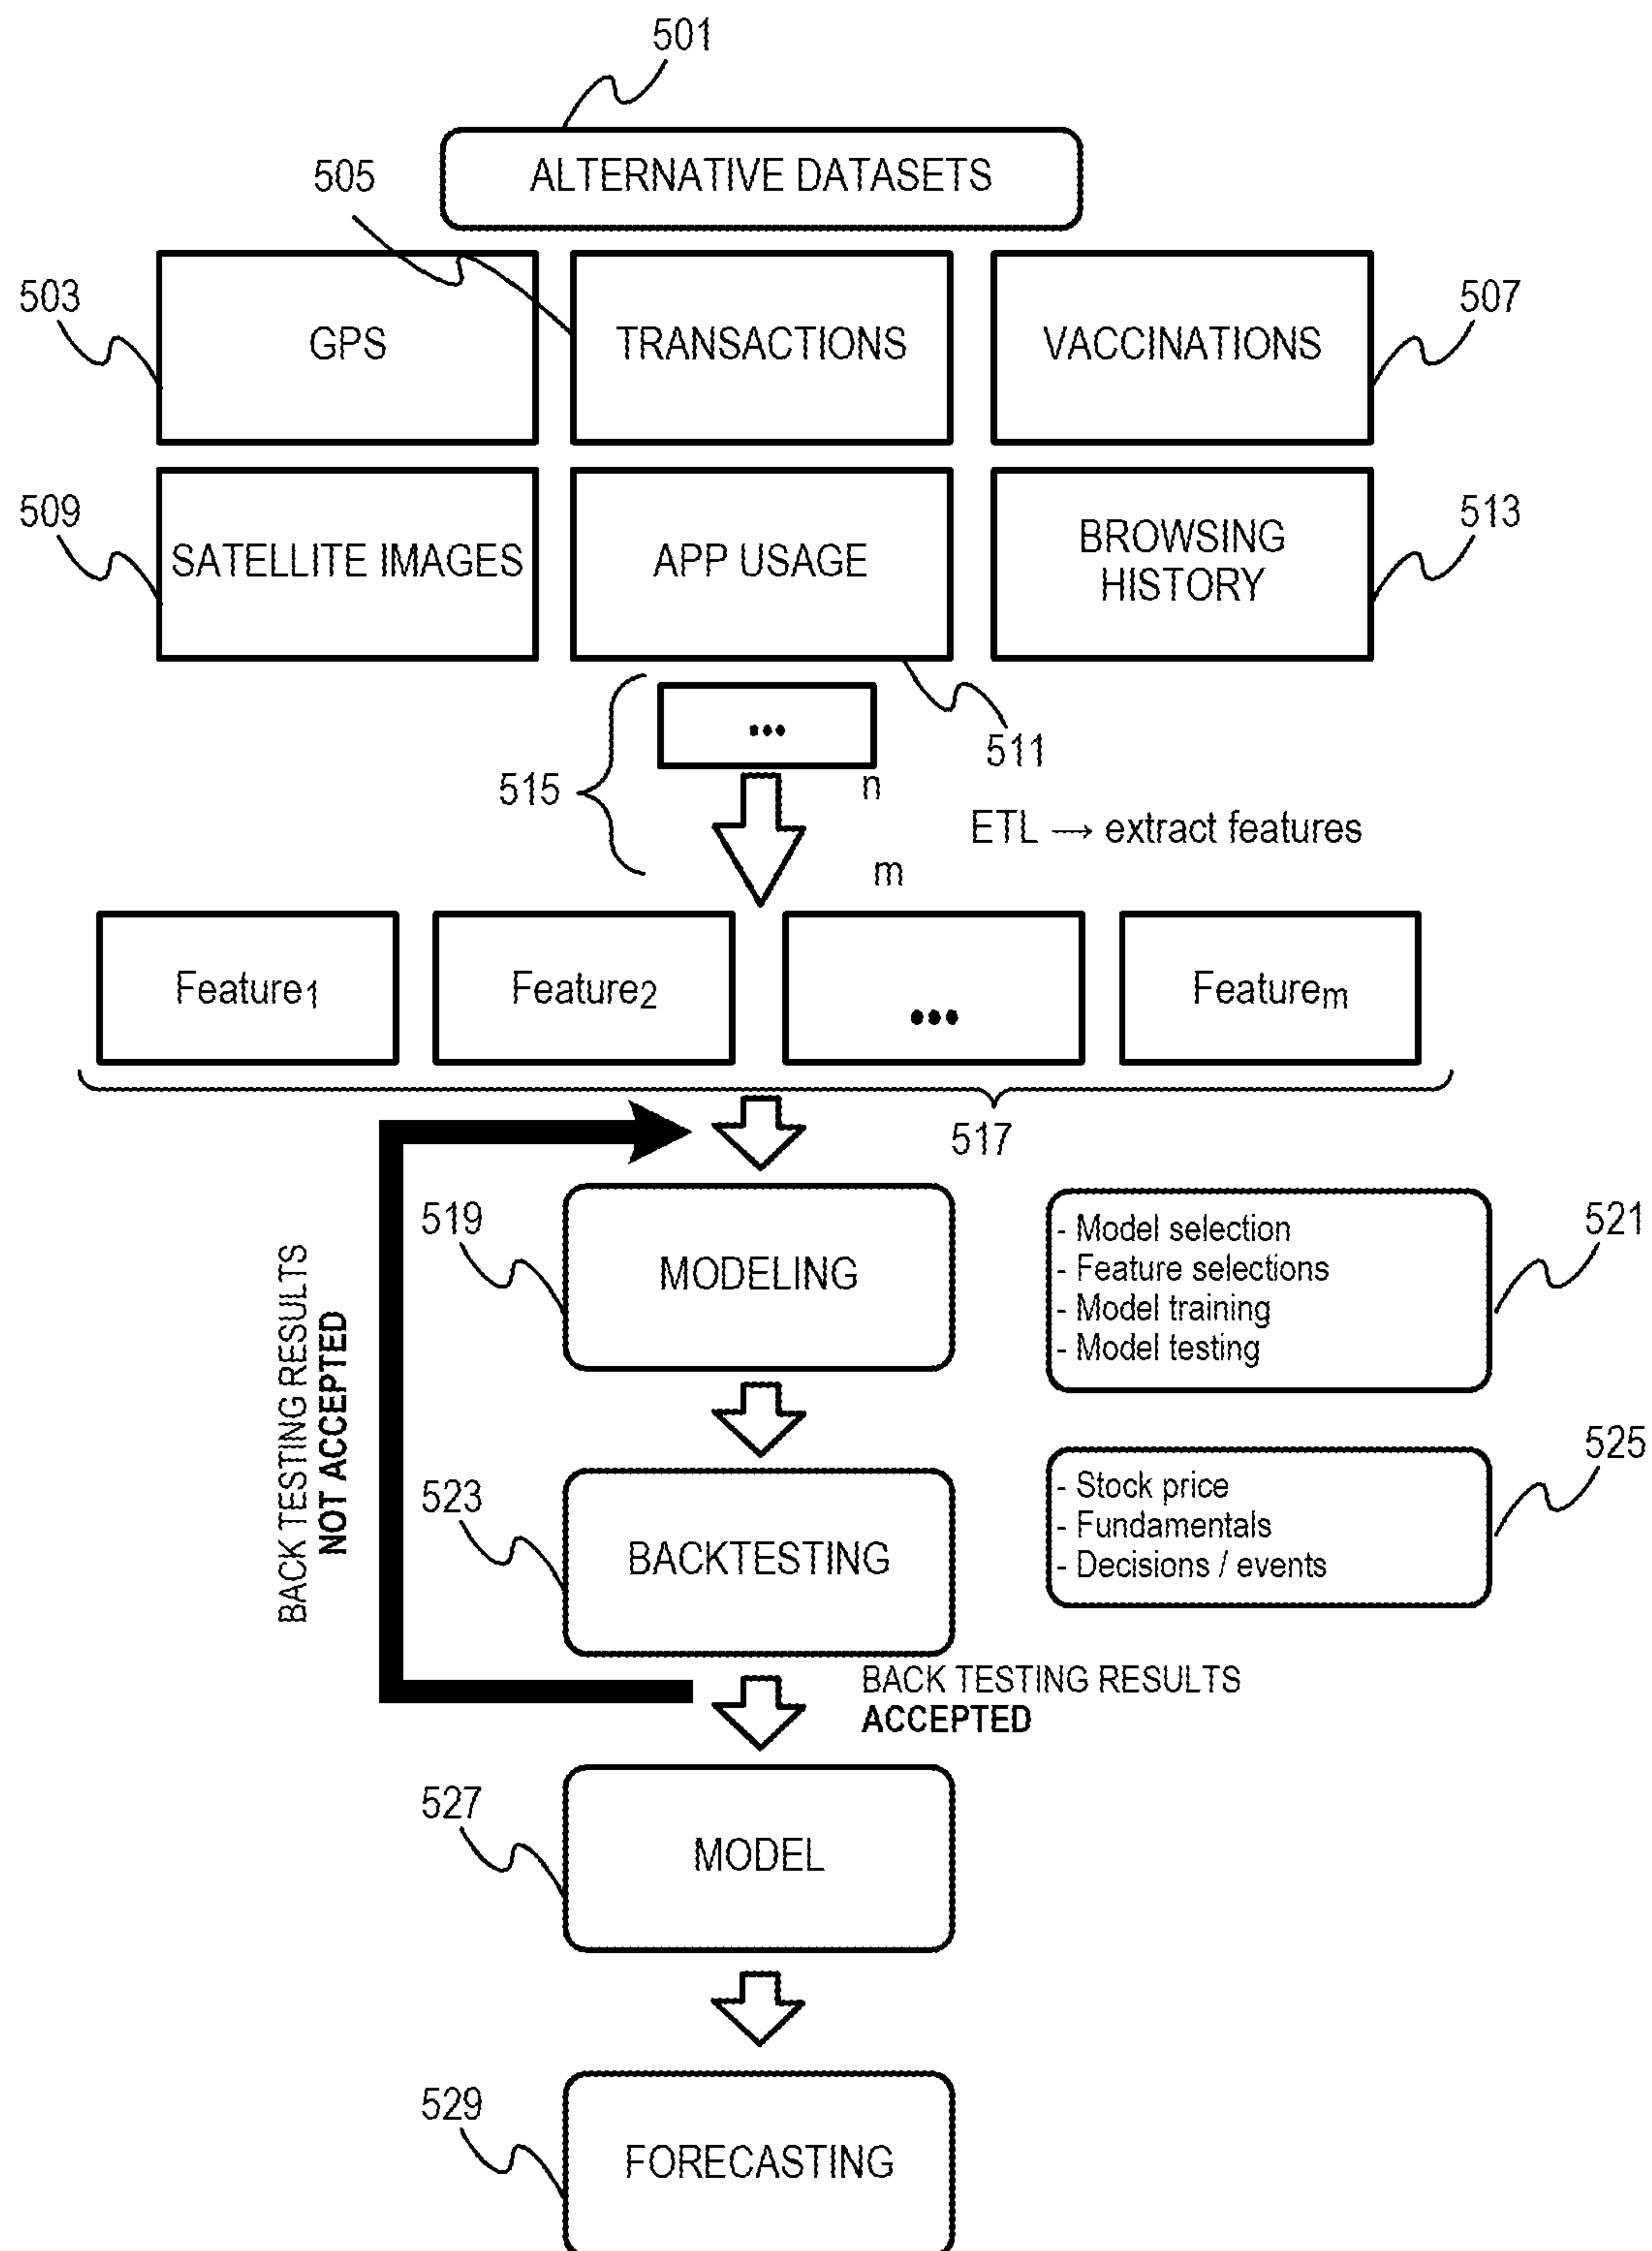 501
ALTERNATIVE DATASETS
505
503
GPS
TRANSACTIONS
VACCINATIONS
507
509
SATELLITE IMAGES
APP USAGE
BROWSING
HISTORY
513
...
511
515
n
ETL → extract features
m
Feature1
Feature2
...
Featurem
517
519
MODELING
- Model selection
- Feature selections
- Model training
- Model testing
521
BACK TESTING RESULTS
NOT ACCEPTED
523
BACKTESTING
- Stock price
- Fundamentals
- Decisions / events
525
BACK TESTING RESULTS
ACCEPTED
527
MODEL
529
FORECASTING